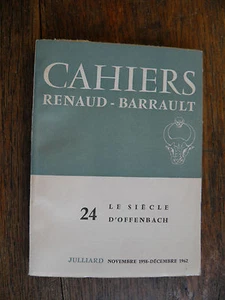 CAHIERS
RENAUD - BARRAULT
24 LE SIÈCLE
D'OFFENBACH
JULLIARD NOVEMBRE 1958-DÉCEMBRE 1962